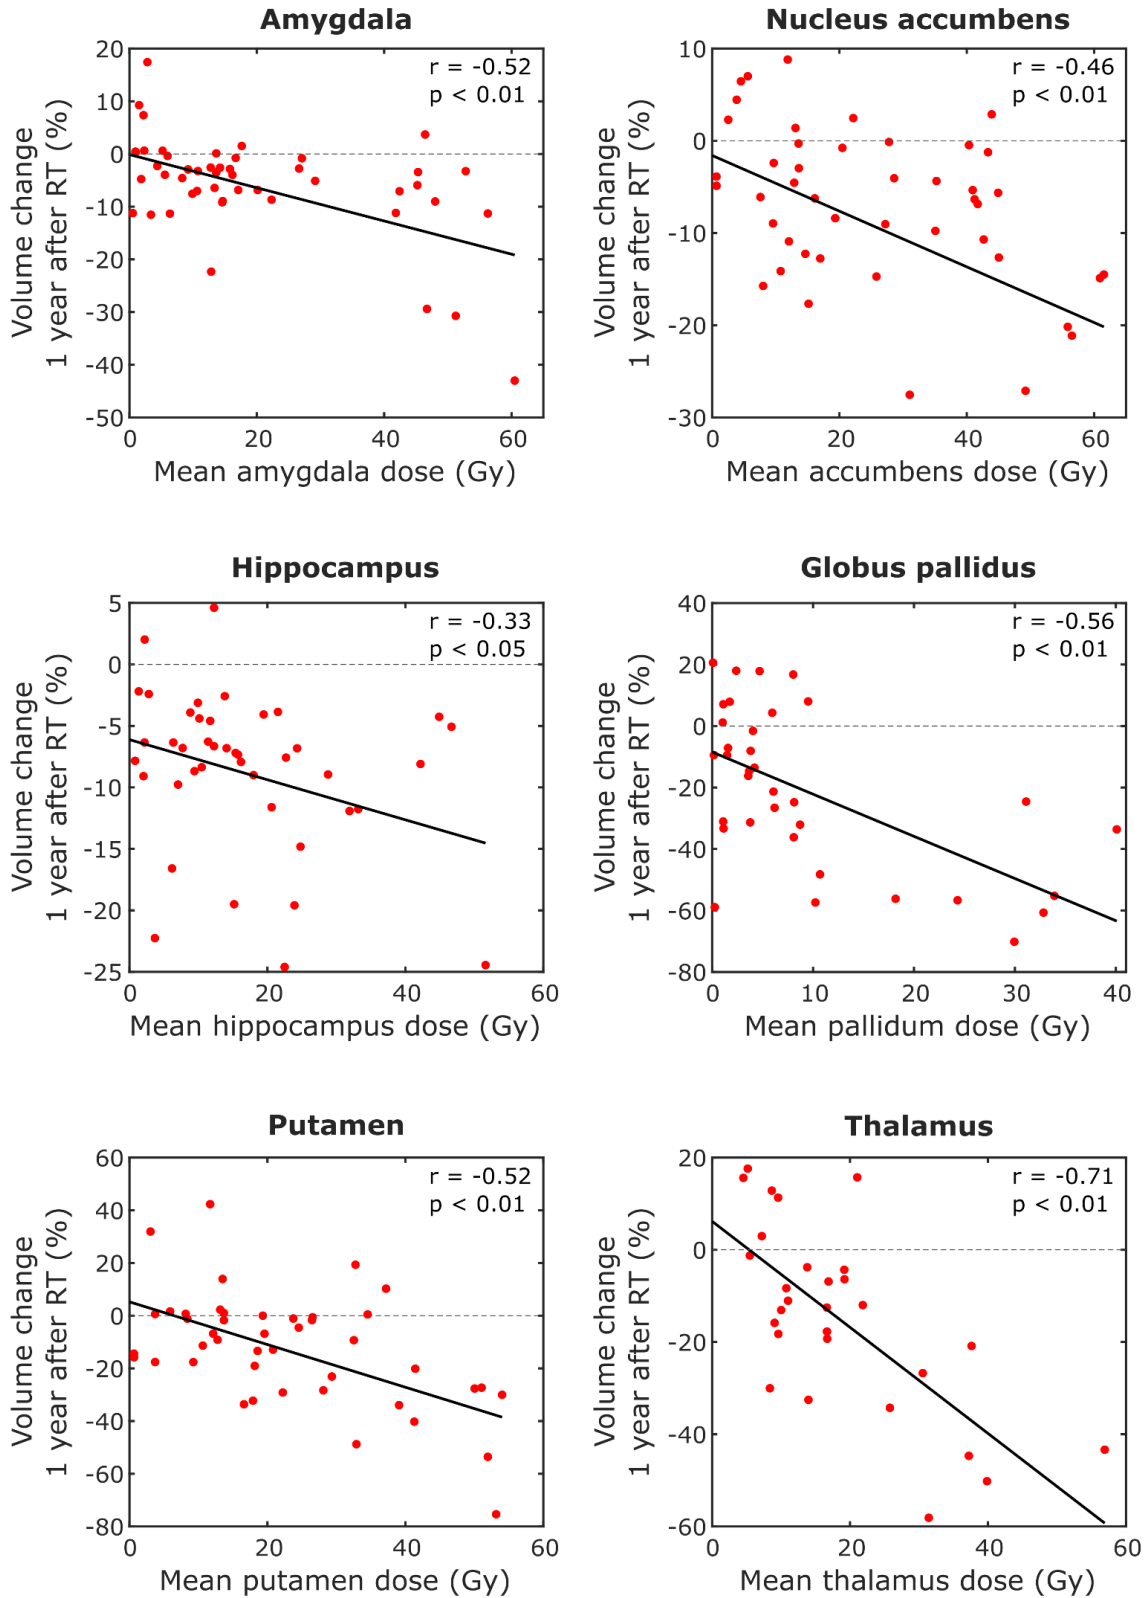 Amygdala
20
10
0
-10
-20
-30
-40
-50
0
20
40
60
r = -0.52
p < 0.01
Volume change
1 year after RT (%)
Mean amygdala dose (Gy)
Nucleus accumbens
10
0
-10
-20
-30
0
20
40
60
r = -0.46
p < 0.01
Volume change
1 year after RT (%)
Mean accumbens dose (Gy)
Hippocampus
5
0
-5
-10
-15
-20
-25
0
20
40
60
r = -0.33
p < 0.05
Volume change
1 year after RT (%)
Mean hippocampus dose (Gy)
Globus pallidus
40
20
0
-20
-40
-60
-80
0
10
20
30
40
r = -0.56
p < 0.01
Volume change
1 year after RT (%)
Mean pallidum dose (Gy)
Putamen
60
40
20
0
-20
-40
-60
-80
0
20
40
60
r = -0.52
p < 0.01
Volume change
1 year after RT (%)
Mean putamen dose (Gy)
Thalamus
20
0
-20
-40
-60
0
20
40
60
r = -0.71
p < 0.01
Volume change
1 year after RT (%)
Mean thalamus dose (Gy)